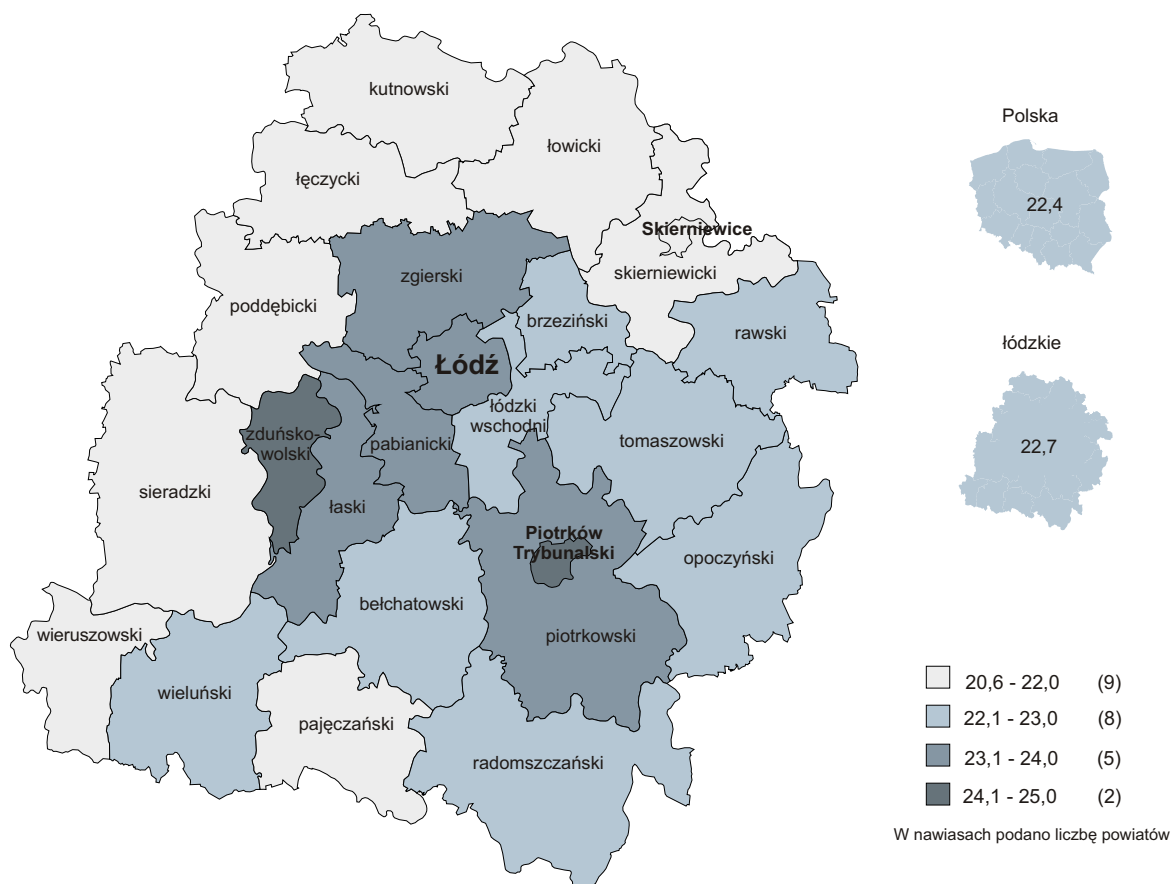 kutnowski
łowicki
łęczycki
Skierniewice
skierniewicki
zgierski
poddębicki
brzeziński
rawski
Łódź
łódzki
wschodni
zduńsko-
wolski
pabianicki
tomaszowski
sieradzki
łaski
Piotrków
Trybunalski
opoczyński
bełchatowski
piotrkowski
wieruszowski
wieluński
pajęczański
radomszczański
Polska
22,4
łódzkie
22,7
20,6 - 22,0 (9)
22,1 - 23,0 (8)
23,1 - 24,0 (5)
24,1 - 25,0 (2)
W nawiasach podano liczbę powiatów